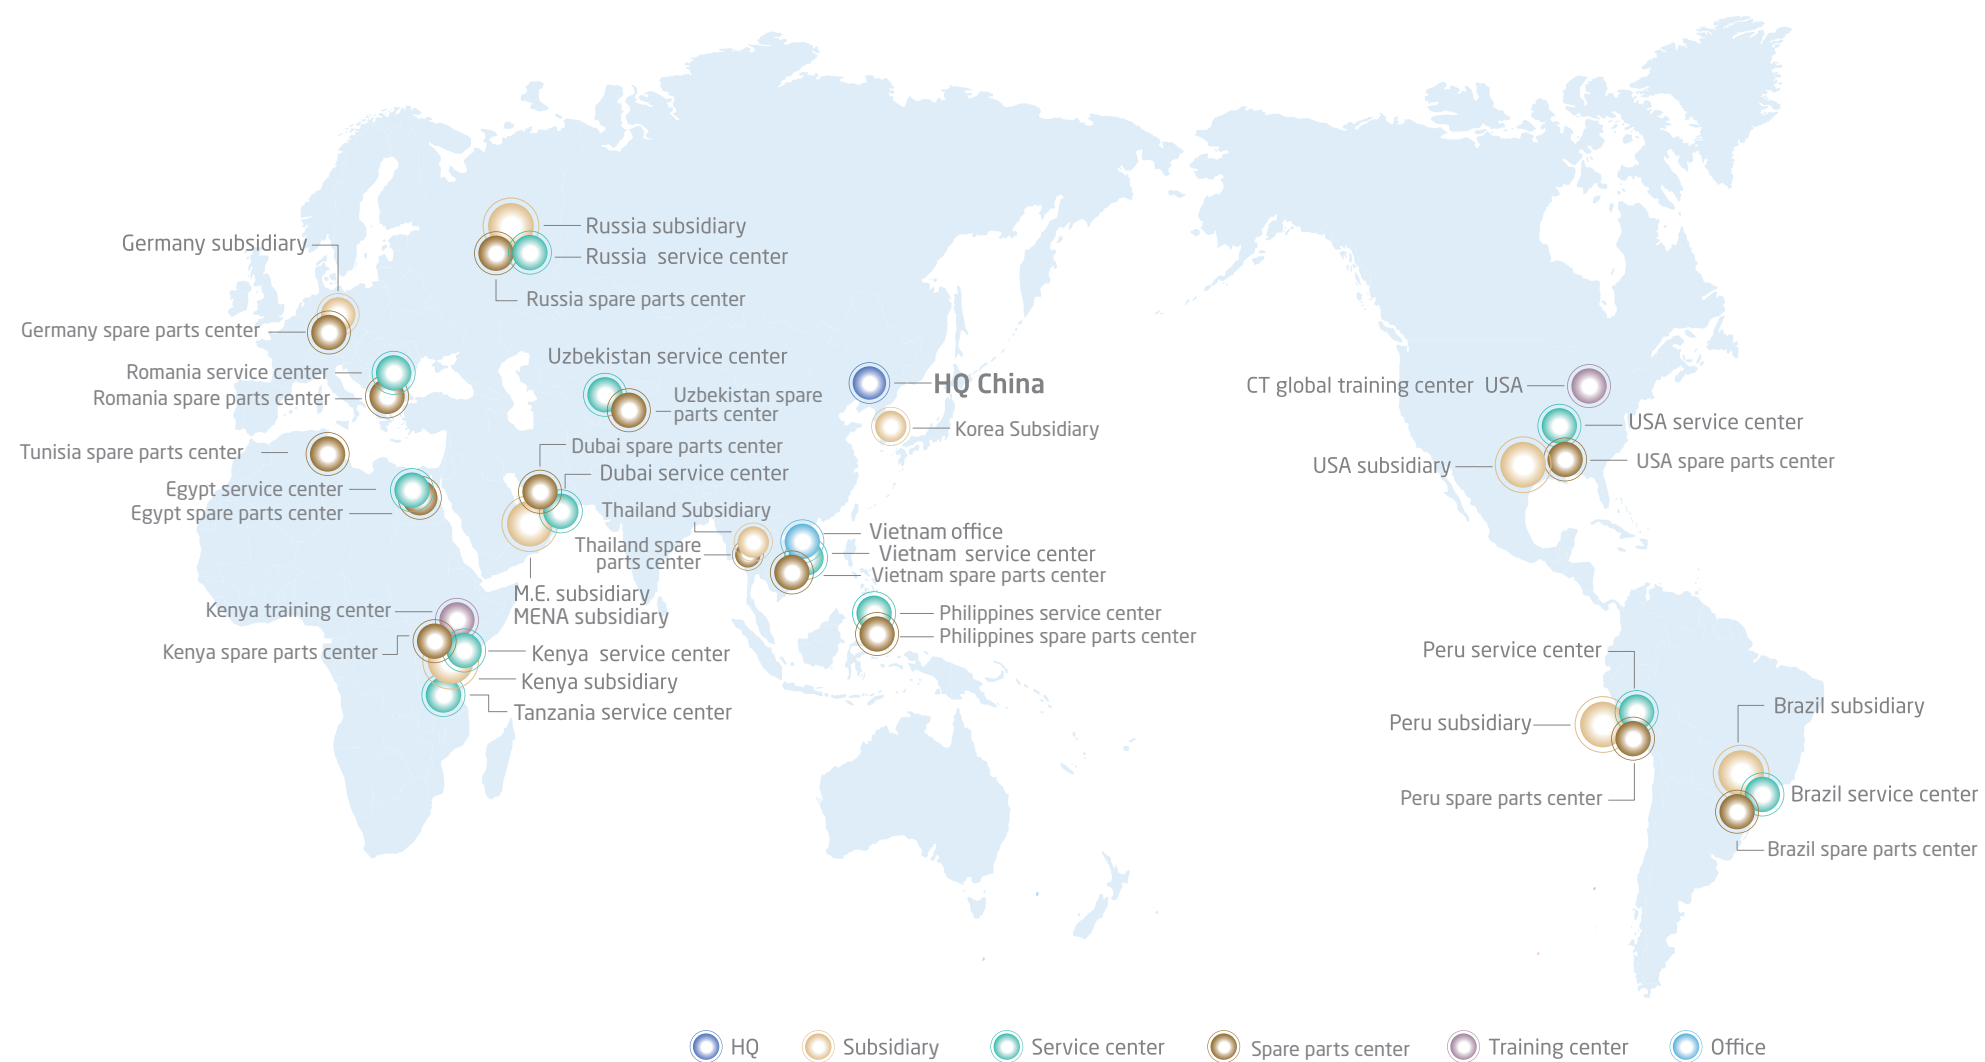 Russia subsidiary
Germany subsidiary
Russia service center
Russia spare parts center
Germany spare parts center
Uzbekistan service center
Romania service center
HQ China
CT global training center USA
Uzbekistan spare
parts center
Romania spare parts center
USA service center
Korea Subsidiary
Dubai spare parts center
Tunisia spare parts center
USA subsidiary
USA spare parts center
Dubai service center
Egypt service center
Thailand Subsidiary
Egypt spare parts center
Vietnam office
Thailand spare
parts center
Vietnam service center
Vietnam spare parts center
M.E. subsidiary
MENA subsidiary
Kenya training center
Philippines service center
Philippines spare parts center
Kenya spare parts center
Kenya service center
Peru service center
Kenya subsidiary
Tanzania service center
Brazil subsidiary
Peru subsidiary
Peru spare parts center
Brazil service center
Brazil spare parts center
HQ
Subsidiary
Service center
Spare parts center
Training center
Office